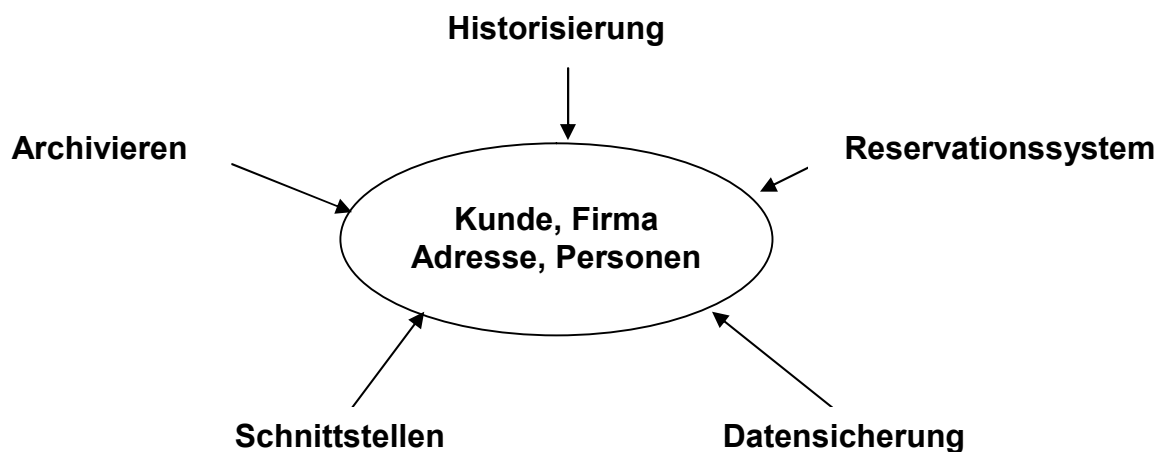 Historisierung
Archivieren
Reservationssystem
Kunde, Firma
Adresse, Personen
Schnittstellen
Datensicherung